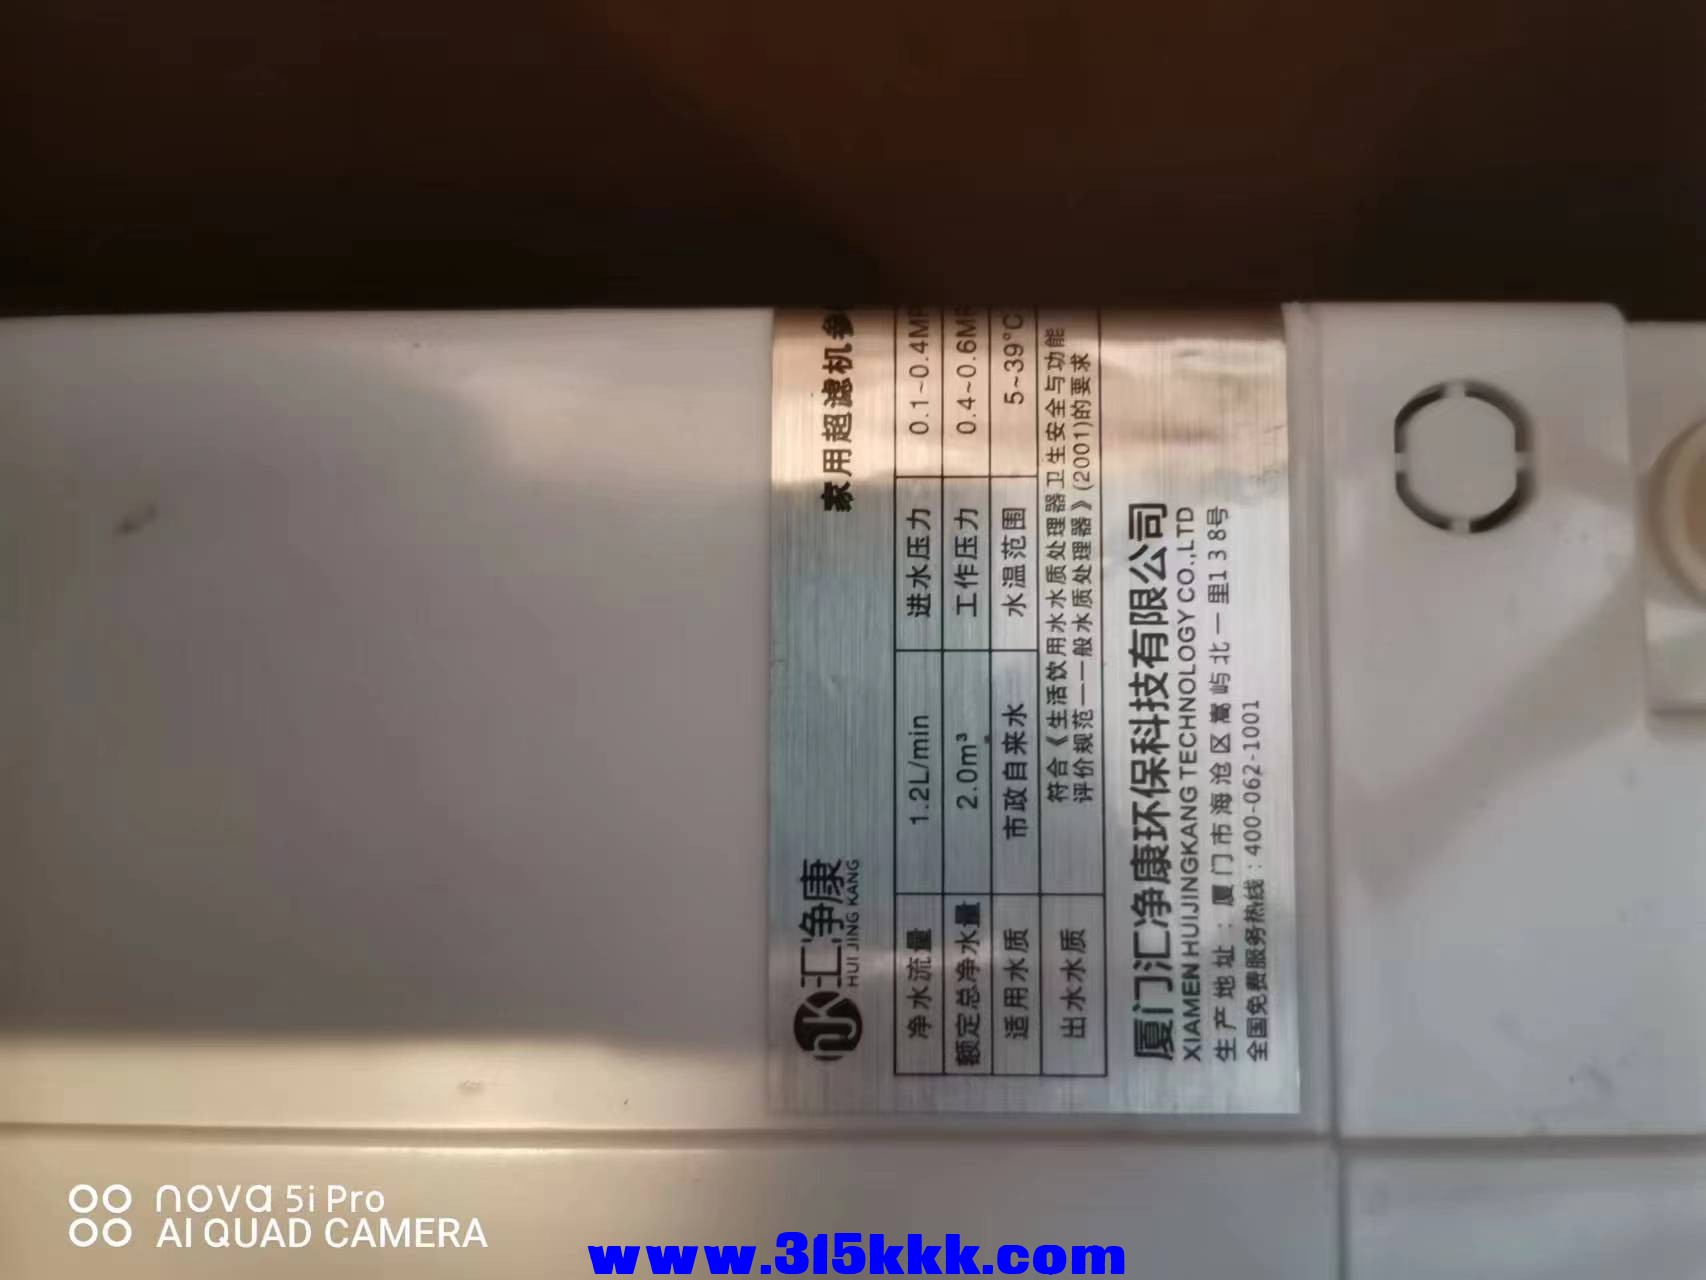 汇净康
HUI JING KANG
家用超滤机参
净水流量 1.2L/min 进水压力 0.1~0.4MP
额定总净水量 2.0m³ 工作压力 0.4~0.6MP
适用水质 市政自来水 水温范围 5~39°C
出水水质 符合《生活饮用水水质处理器卫生安全与功能
评价规范——一般水质处理器》(2001)的要求
厦门汇净康环保科技有限公司
XIAMEN HUIJINGKANG TECHNOLOGY CO.,LTD
生产地址:厦门市海沧区嵩屿北一里138号
全国免费服务热线:400-062-1001
nova 5i Pro
AI QUAD CAMERA
www.315kkk.com